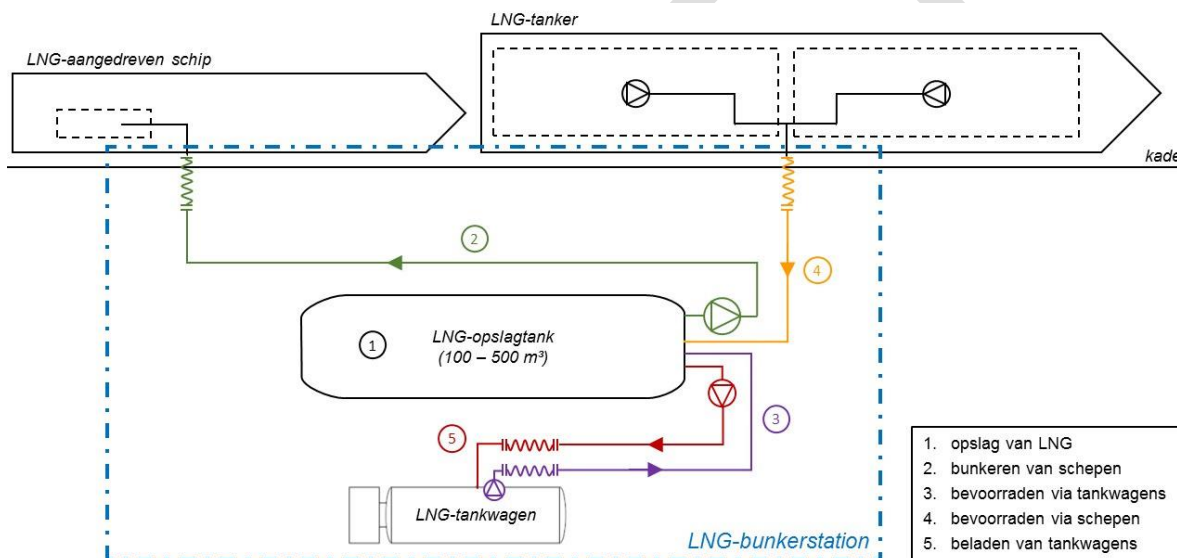 LNG-tanker
LNG-aangedreven schip
kade
2
4
LNG-opslagtank
(100 – 500 m³)
1
3
5
LNG-tankwagen
LNG-bunkerstation
1. opslag van LNG
2. bunkeren van schepen
3. bevoorraden via tankwagens
4. bevoorraden via schepen
5. beladen van tankwagens